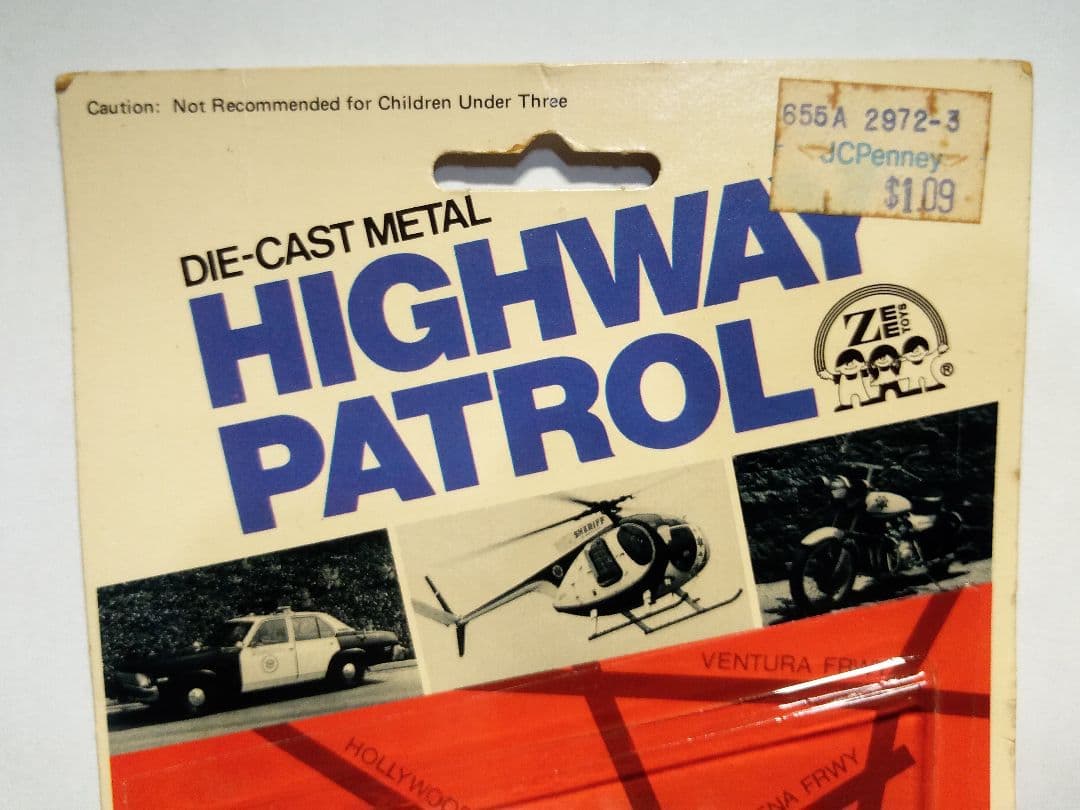 Caution: Not Recommended for Children Under Three
655A 2972-3
JCPenney
$1.09
DIE-CAST METAL
HIGHWAY
PATROL
ZEE
TOYS
®
SHERIFF
VENTURA
HOLLYWOO
FRWY